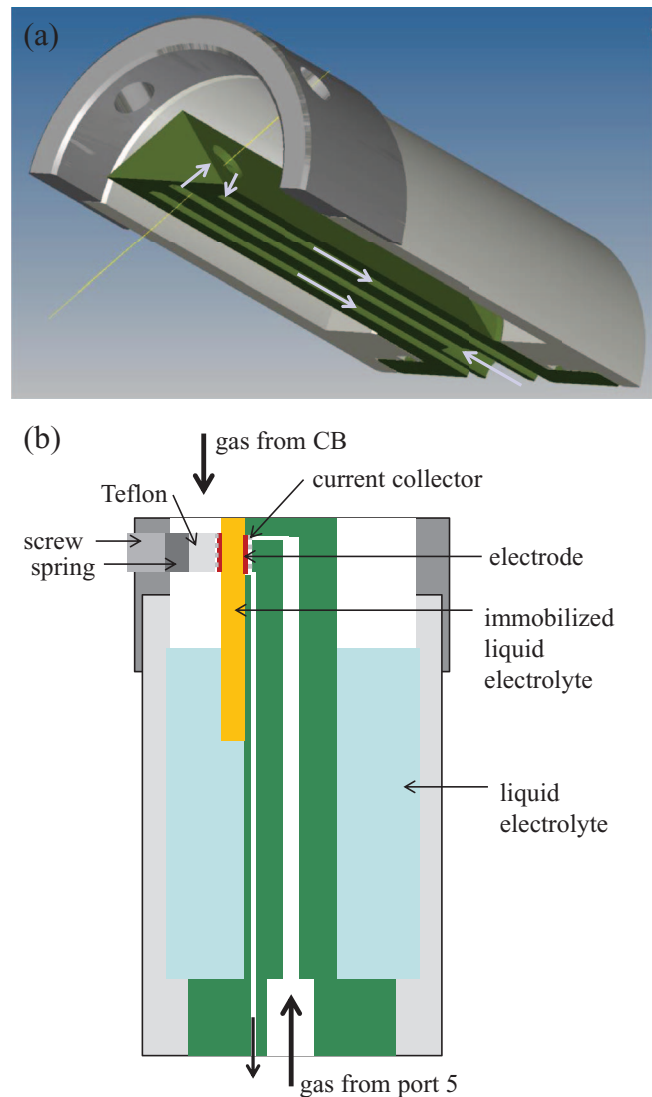 (a)
(b)
gas from CB
Teflon
current collector
screw
spring
electrode
immobilized
liquid
electrolyte
liquid
electrolyte
gas from port 5